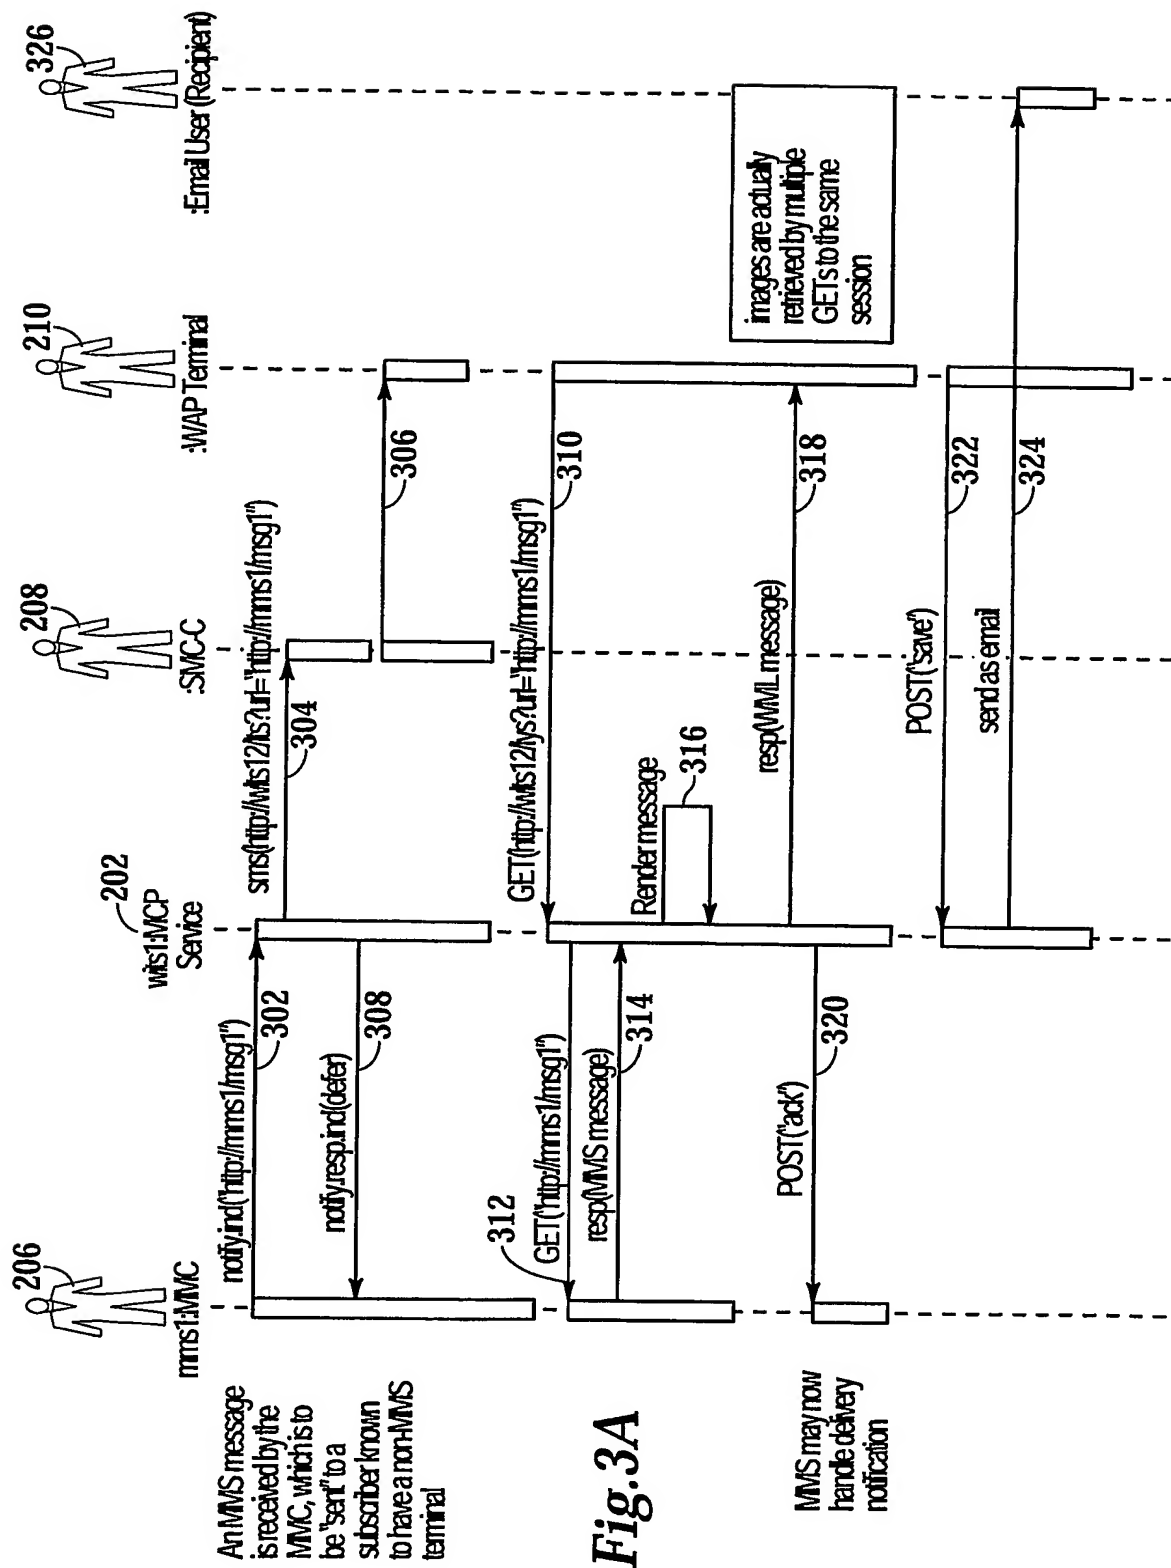 206
mms1:MMC
202
wits1:MCP
Service
208
:SMC-C
210
:WAP Terminal
326
:Email User (Recipient)
An MMS message
is received by the
MMC, which is to
be "sent" to a
subscriber known
to have a non-MMS
terminal
notify.ind("http://mms1/msg1")
302
sms(http://wits12/lts?url="http://mms1/msg1")
304
notify.resp.ind(defer)
308
306
GET(http://wits12/lys?url="http://mms1/msg1")
310
312
GET("http://mms1/msg1")
resp(MMS message)
314
Render message
316
images are actually
retrieved by multiple
GETs to the same
session
resp(WML message)
318
MMS may now
handle delivery
notification
POST("ack")
320
POST("save")
322
send as email
324
Fig.3A